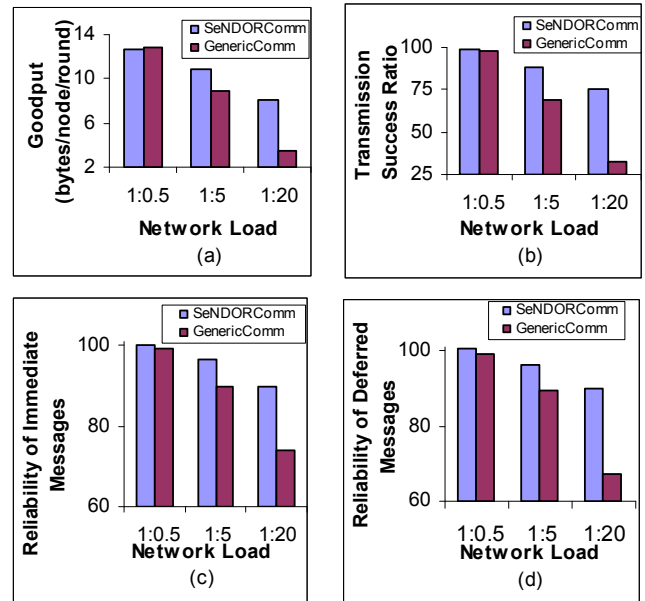 SeNDORComm
GenericComm
14
10
6
2
Goodput
(bytes/node/round)
1:0.5 1:5 1:20
Network Load
(a)
SeNDORComm
GenericComm
100
75
50
25
Transmission
Success Ratio
1:0.5 1:5 1:20
Network Load
(b)
SeNDORComm
GenericComm
100
80
60
Reliability of Immediate
Messages
1:0.5 1:5 1:20
Network Load
(c)
SeNDORComm
GenericComm
100
80
60
Reliability of Deferred
Messages
1:0.5 1:5 1:20
Network Load
(d)